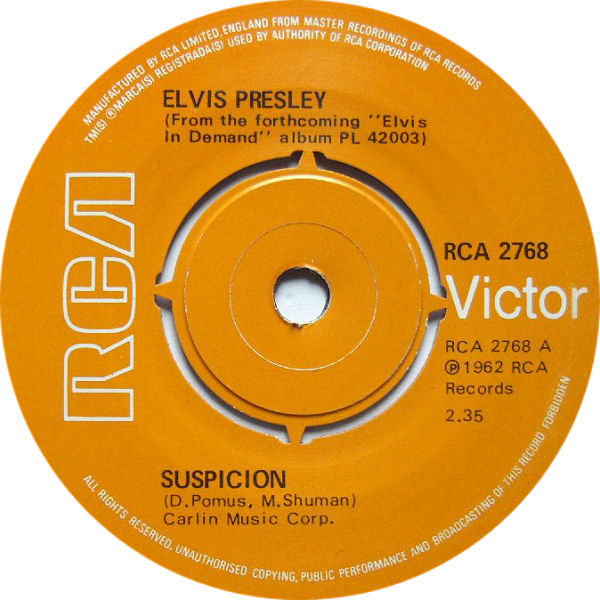 MANUFACTURED BY RCA LIMITED, ENGLAND FROM MASTER RECORDINGS OF RCA RECORDS
TM(S) ® MARCA(S) REGISTRADA(S) USED BY AUTHORITY OF RCA CORPORATION
ELVIS PRESLEY
(From the forthcoming "Elvis
In Demand" album PL 42003)
RCA
RCA 2768
Victor
RCA 2768 A
℗ 1962 RCA
Records
2.35
SUSPICION
(D. Pomus, M. Shuman)
Carlin Music Corp.
ALL RIGHTS RESERVED. UNAUTHORISED COPYING, PUBLIC PERFORMANCE AND BROADCASTING OF THIS RECORD FORBIDDEN